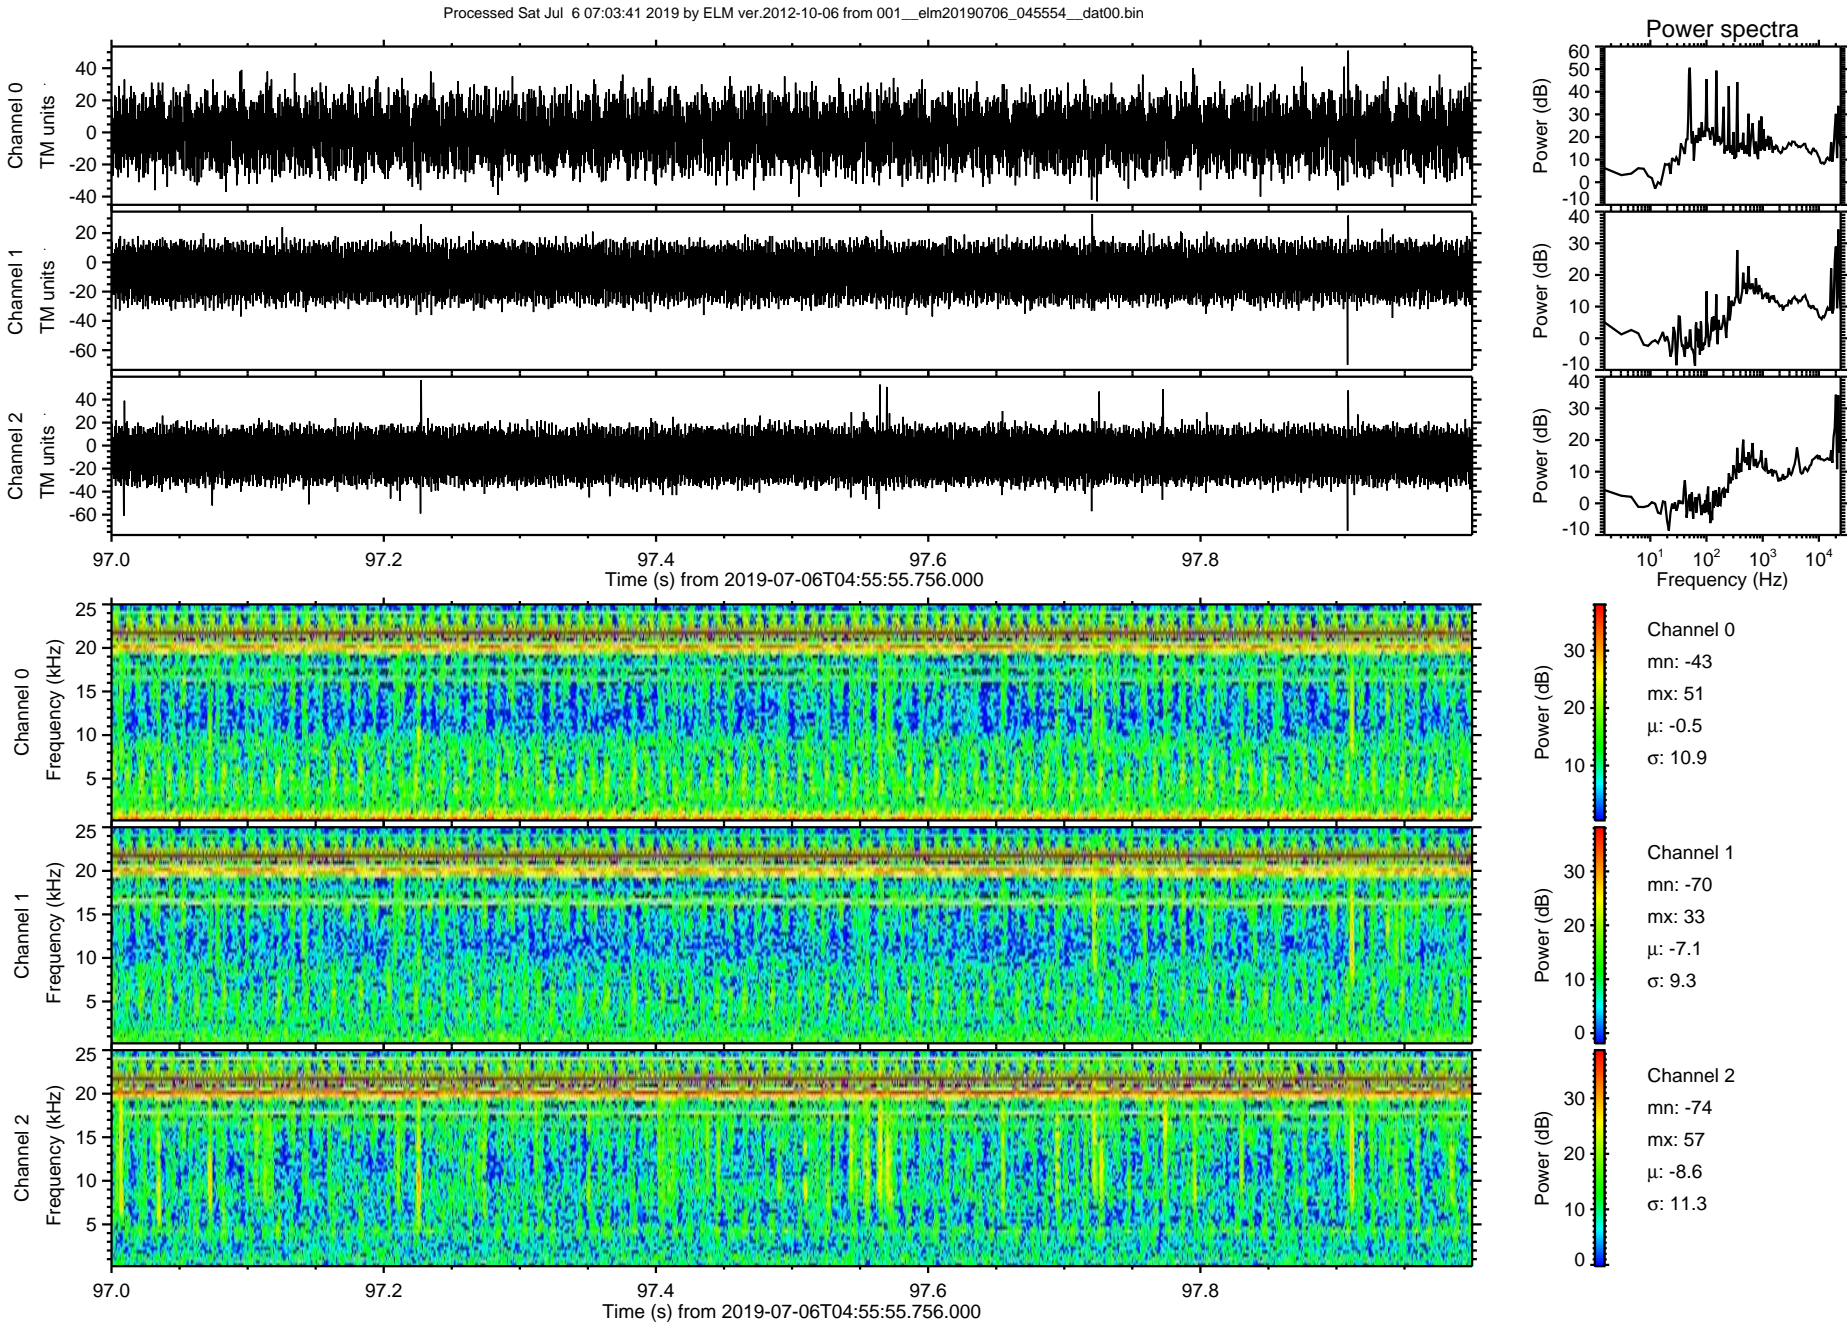 Processed Sat Jul  6 07:03:41 2019 by ELM ver.2012-10-06 from 001__elm20190706_045554__dat00.bin
Power spectra
Channel 0
TM units
40
20
0
-20
-40
Power (dB)
60
50
40
30
20
10
0
-10
Channel 1
TM units
20
0
-20
-40
-60
Power (dB)
40
30
20
10
0
-10
Channel 2
TM units
40
20
0
-20
-40
-60
Power (dB)
40
30
20
10
0
-10
97.0 97.2 97.4 97.6 97.8
Time (s) from 2019-07-06T04:55:55.756.000
10^1 10^2 10^3 10^4
Frequency (Hz)
Channel 0
Frequency (kHz)
25
20
15
10
5
Power (dB)
30
20
10
Channel 0
mn: -43
mx: 51
μ: -0.5
σ: 10.9
Channel 1
Frequency (kHz)
25
20
15
10
5
Power (dB)
30
20
10
0
Channel 1
mn: -70
mx: 33
μ: -7.1
σ: 9.3
Channel 2
Frequency (kHz)
25
20
15
10
5
Power (dB)
30
20
10
0
Channel 2
mn: -74
mx: 57
μ: -8.6
σ: 11.3
97.0 97.2 97.4 97.6 97.8
Time (s) from 2019-07-06T04:55:55.756.000